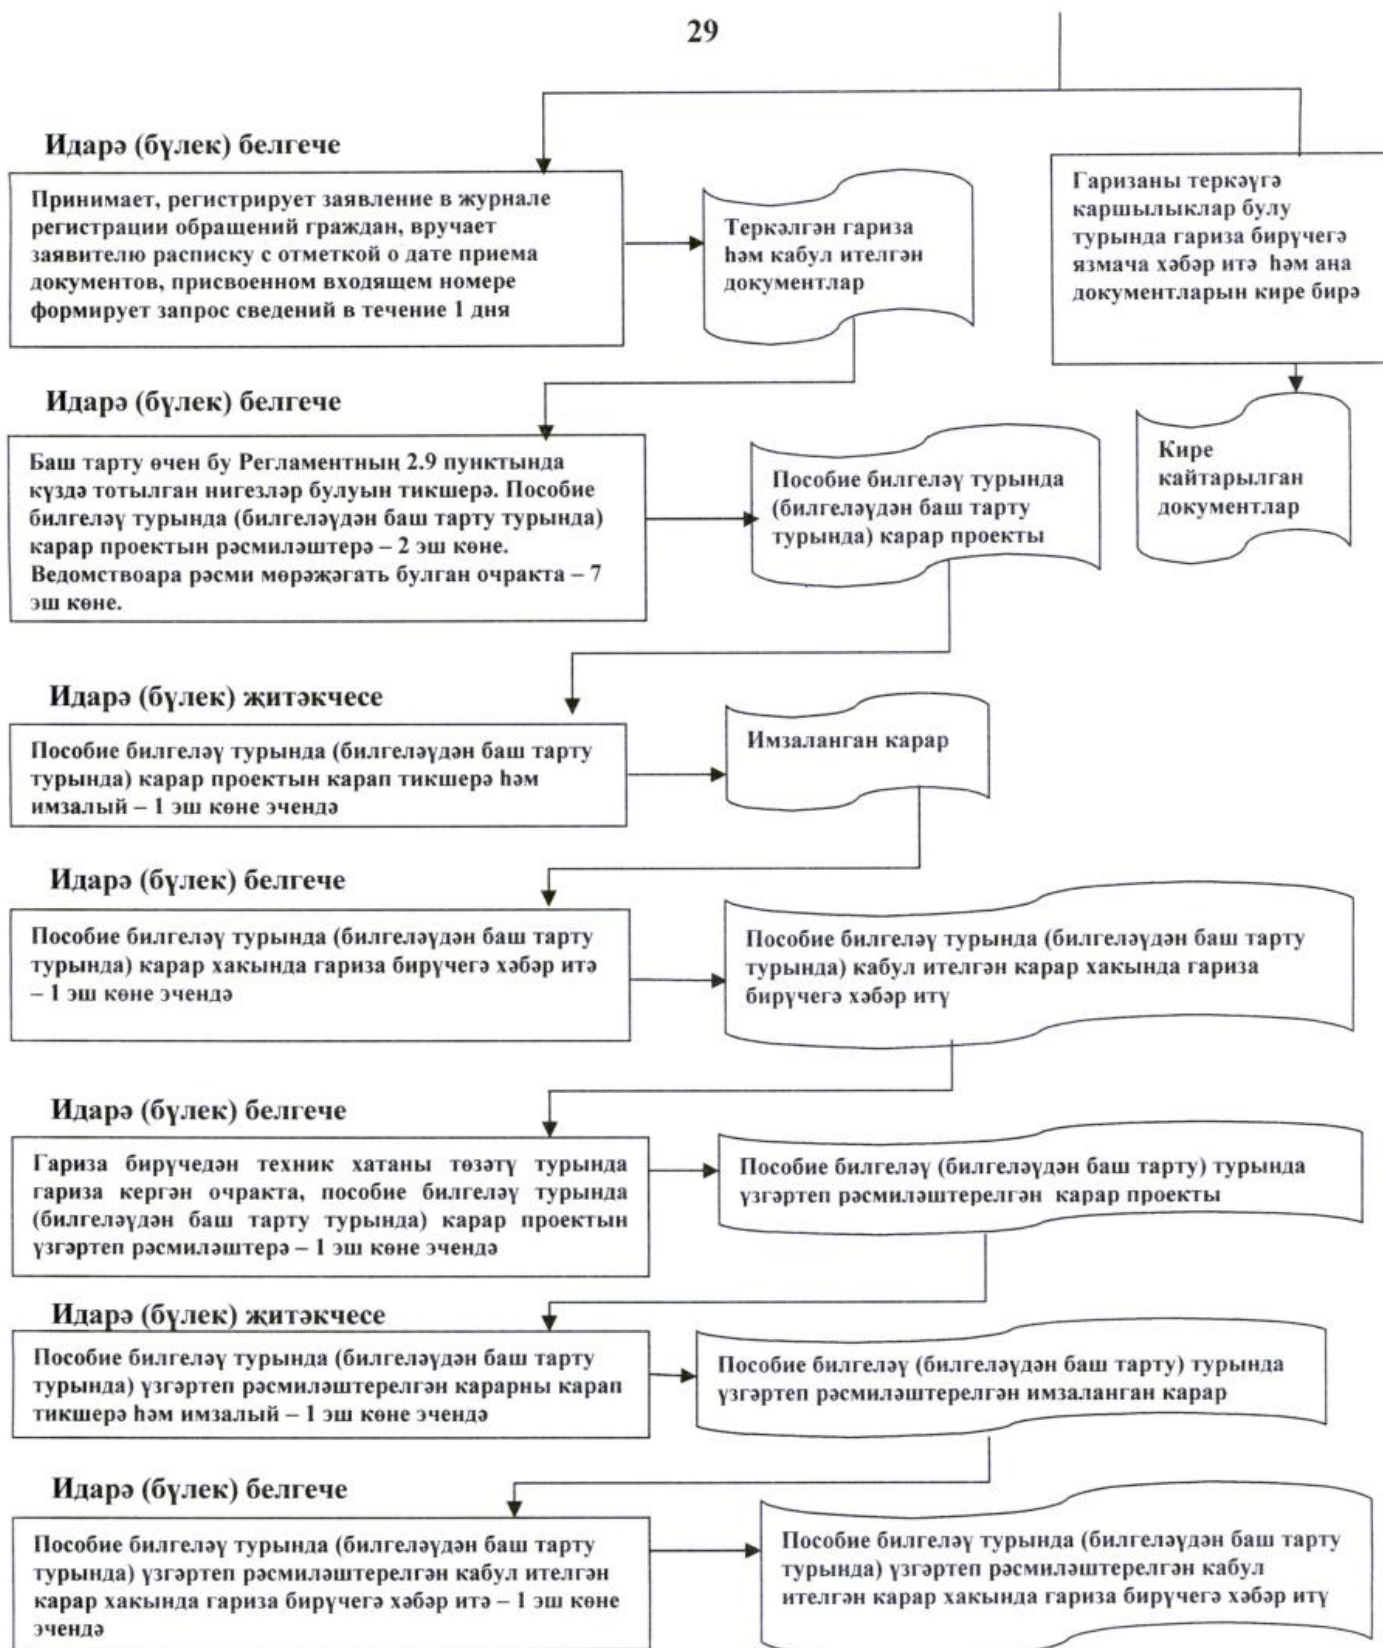 29
Идарә (бүлек) белгече
Принимает, регистрирует заявление в журнале
регистрации обращений граждан, вручает
заявителю расписку с отметкой о дате приема
документов, присвоенном входящем номере
формирует запрос сведений в течение 1 дня
Теркәлгән гариза
һәм кабул ителгән
документлар
Гаризаны теркәүгә
каршылыклар булу
турында гариза бирүчегә
язмача хәбәр итә һәм аңа
документларын кире бирә
Идарә (бүлек) белгече
Баш тарту өчен бу Регламентның 2.9 пунктында
күздә тотылган нигезләр булуын тикшерә. Пособие
билгеләү турында (билгеләүдән баш тарту турында)
карар проектын рәсмиләштерә – 2 эш көне.
Ведомствоара рәсми мөрәҗәгать булган очракта – 7
эш көне.
Пособие билгеләү турында
(билгеләүдән баш тарту
турында) карар проекты
Кире
кайтарылган
документлар
Идарә (бүлек) җитәкчесе
Пособие билгеләү турында (билгеләүдән баш тарту
турында) карар проектын карап тикшерә һәм
имзалый – 1 эш көне эчендә
Имзаланган карар
Идарә (бүлек) белгече
Пособие билгеләү турында (билгеләүдән баш тарту
турында) карар хакында гариза бирүчегә хәбәр итә
– 1 эш көне эчендә
Пособие билгеләү турында (билгеләүдән баш тарту
турында) кабул ителгән карар хакында гариза
бирүчегә хәбәр итү
Идарә (бүлек) белгече
Гариза бирүчедән техник хатаны төзәтү турында
гариза кергән очракта, пособие билгеләү турында
(билгеләүдән баш тарту турында) карар проектын
үзгәртеп рәсмиләштерә – 1 эш көне эчендә
Пособие билгеләү (билгеләүдән баш тарту) турында
үзгәртеп рәсмиләштерелгән карар проекты
Идарә (бүлек) җитәкчесе
Пособие билгеләү турында (билгеләүдән баш тарту
турында) үзгәртеп рәсмиләштерелгән карарны карап
тикшерә һәм имзалый – 1 эш көне эчендә
Пособие билгеләү (билгеләүдән баш тарту) турында
үзгәртеп рәсмиләштерелгән имзаланган карар
Идарә (бүлек) белгече
Пособие билгеләү турында (билгеләүдән баш тарту
турында) үзгәртеп рәсмиләштерелгән кабул ителгән
карар хакында гариза бирүчегә хәбәр итә – 1 эш көне
эчендә
Пособие билгеләү турында (билгеләүдән баш тарту
турында) үзгәртеп рәсмиләштерелгән кабул
ителгән карар хакында гариза бирүчегә хәбәр итү